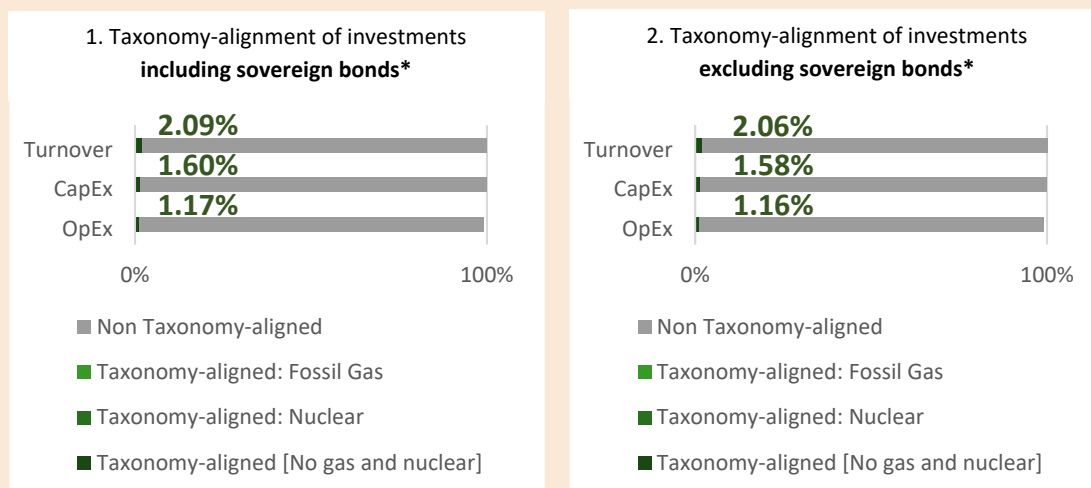 1. Taxonomy-alignment of investments
including sovereign bonds*
2.09%
Turnover
1.60%
CapEx
1.17%
OpEx
0%
100%
Non Taxonomy-aligned
Taxonomy-aligned: Fossil Gas
Taxonomy-aligned: Nuclear
Taxonomy-aligned [No gas and nuclear]
2. Taxonomy-alignment of investments
excluding sovereign bonds*
2.06%
Turnover
1.58%
CapEx
1.16%
OpEx
0%
100%
Non Taxonomy-aligned
Taxonomy-aligned: Fossil Gas
Taxonomy-aligned: Nuclear
Taxonomy-aligned [No gas and nuclear]